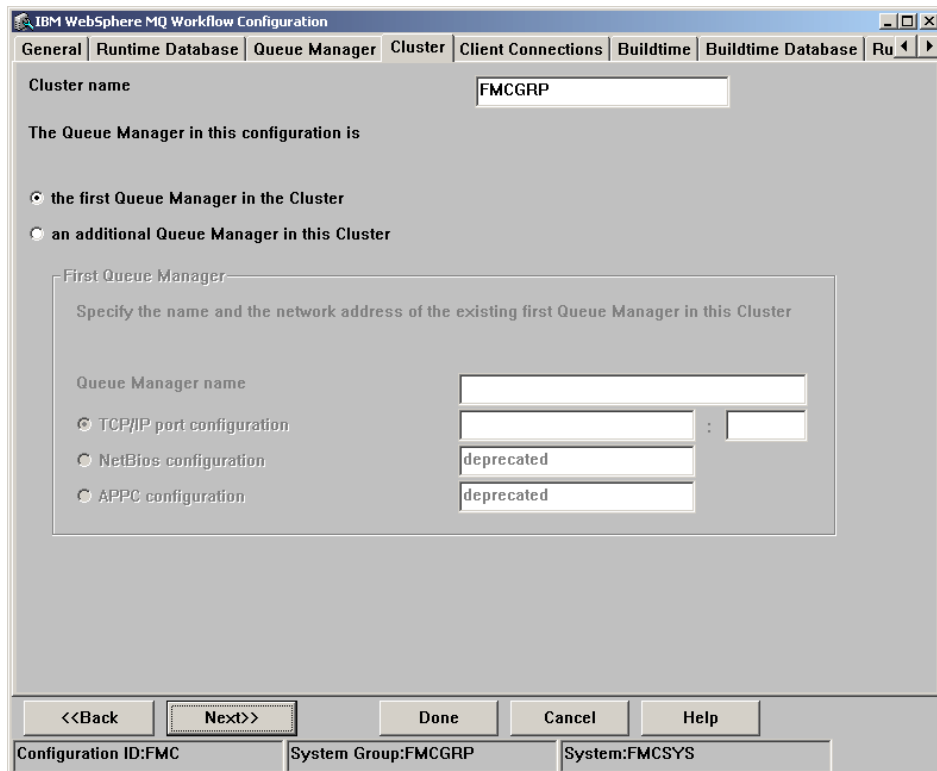 IBM WebSphere MQ Workflow Configuration
General Runtime Database Queue Manager Cluster Client Connections Buildtime Buildtime Database Ru
Cluster name FMCGRP
The Queue Manager in this configuration is
the first Queue Manager in the Cluster
an additional Queue Manager in this Cluster
First Queue Manager
Specify the name and the network address of the existing first Queue Manager in this Cluster
Queue Manager name
TCP/IP port configuration :
NetBios configuration deprecated
APPC configuration deprecated
<<Back Next>> Done Cancel Help
Configuration ID:FMC System Group:FMCGRP System:FMCSYS